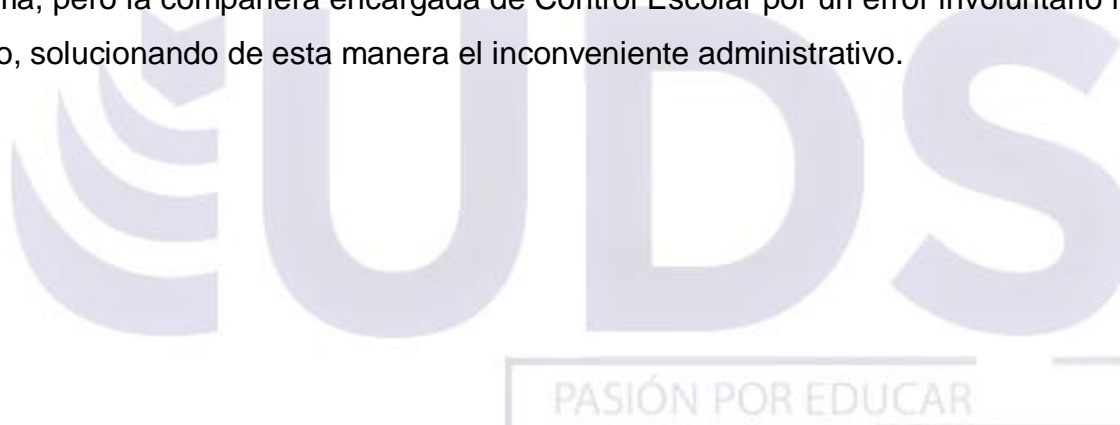 pero la compañera encargada de Control Escolar por un error involuntario
solucionando de esta manera el inconveniente administrativo.
UDS
PASIÓN POR EDUCAR